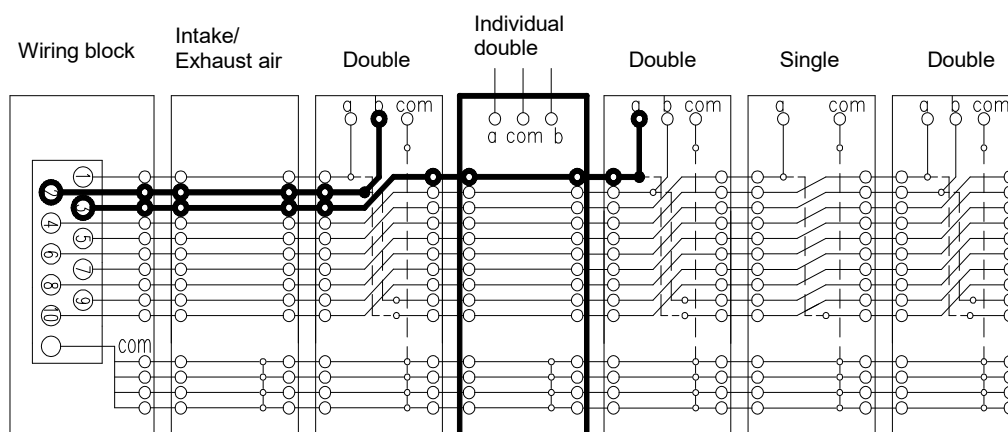 Wiring block
Intake/
Exhaust air
Double
Individual
double
Double
Single
Double
a b com
a com b
a b com
a com
a b com
1
2
4
5
6
7
8
9
10
com